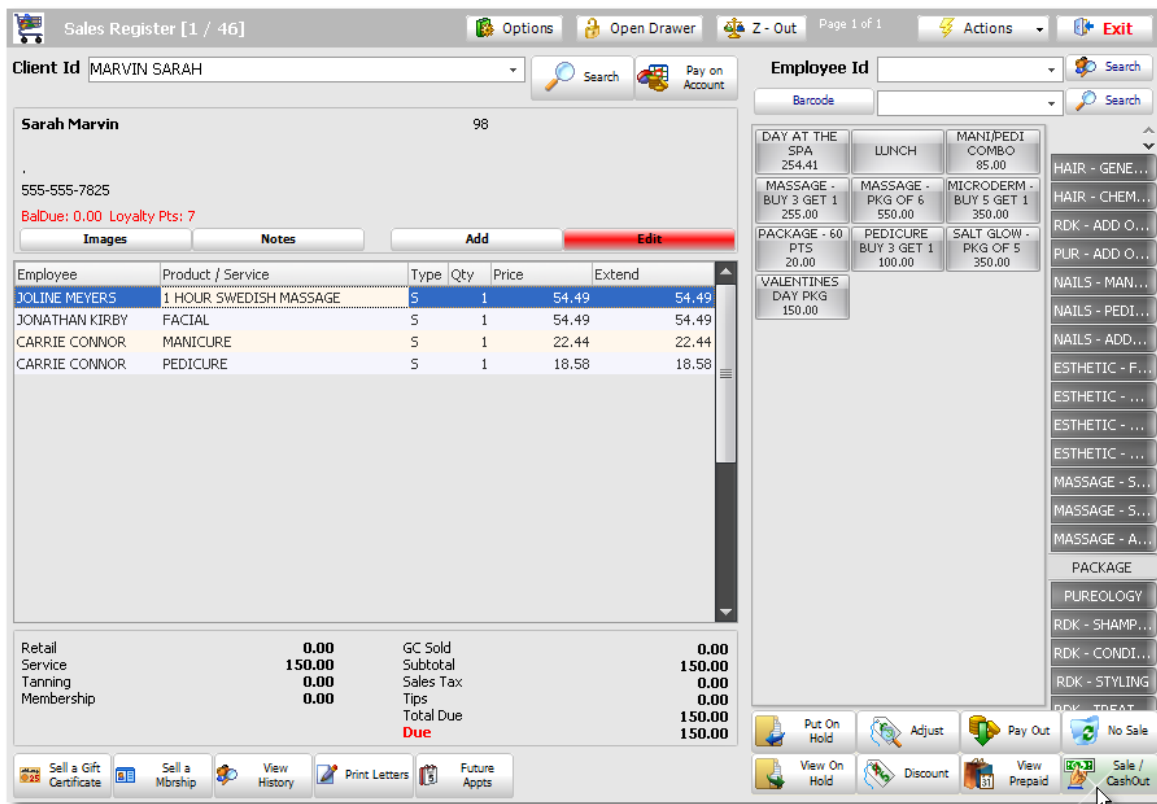 Sales Register [1 / 46] Options Open Drawer Z - Out Page 1 of 1 Actions Exit
Client Id MARVIN SARAH Search Pay on Account
Employee Id Search
Barcode Search
Sarah Marvin 98
.
555-555-7825
BalDue: 0.00 Loyalty Pts: 7
Images Notes Add Edit
Employee Product / Service Type Qty Price Extend
JOLINE MEYERS 1 HOUR SWEDISH MASSAGE S 1 54.49 54.49
JONATHAN KIRBY FACIAL S 1 54.49 54.49
CARRIE CONNOR MANICURE S 1 22.44 22.44
CARRIE CONNOR PEDICURE S 1 18.58 18.58
Retail 0.00 GC Sold 0.00
Service 150.00 Subtotal 150.00
Tanning 0.00 Sales Tax 0.00
Membership 0.00 Tips 0.00
Total Due 150.00
Due 150.00
Sell a Gift Certificate
Sell a Mbrship
View History
Print Letters
Future Appts
DAY AT THE SPA 254.41
LUNCH
MANI/PEDI COMBO 85.00
MASSAGE - BUY 3 GET 1 255.00
MASSAGE - PKG OF 6 550.00
MICRODERM - BUY 5 GET 1 350.00
PACKAGE - 60 PTS 20.00
PEDICURE BUY 3 GET 1 100.00
SALT GLOW - PKG OF 5 350.00
VALENTINES DAY PKG 150.00
HAIR - GENE...
HAIR - CHEM...
RDK - ADD O...
PUR - ADD O...
NAILS - MAN...
NAILS - PEDI...
NAILS - ADD...
ESTHETIC - F...
ESTHETIC - ...
ESTHETIC - ...
ESTHETIC - ...
MASSAGE - S...
MASSAGE - S...
MASSAGE - A...
PACKAGE
PUREOLOGY
RDK - SHAMP...
RDK - CONDI...
RDK - STYLING
RDK - TREAT...
Put On Hold
Adjust
Pay Out
No Sale
View On Hold
Discount
View Prepaid
Sale / CashOut